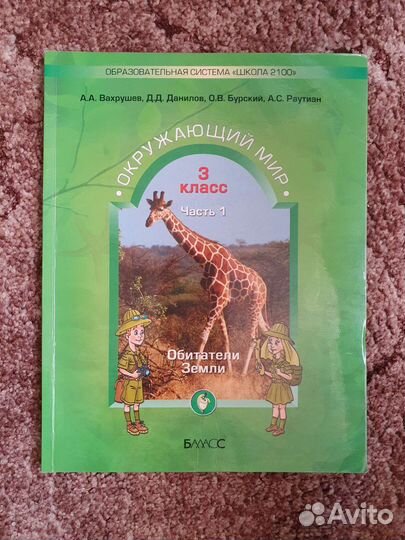 ОБРАЗОВАТЕЛЬНАЯ СИСТЕМА «ШКОЛА 2100»
А.А. Вахрушев, Д.Д. Данилов, О.В. Бурский, А.С. Раутиан
• ОКРУЖАЮЩИЙ МИР •
3 класс
Часть 1
Обитатели
Земли
БАЛАСС
Avito